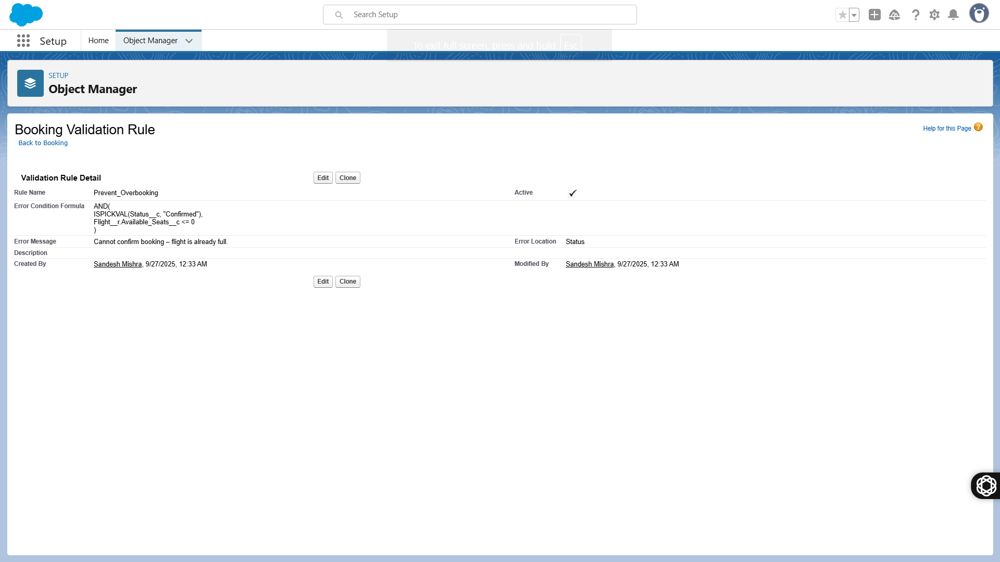 Search Setup
Setup
Home
Object Manager
To exit full screen, press and hold Esc
SETUP
Object Manager
Booking Validation Rule
Help for this Page
Back to Booking
Validation Rule Detail
Edit
Clone
Rule Name
Prevent_Overbooking
Active
Error Condition Formula
AND(
ISPICKVAL(Status__c, "Confirmed"),
Flight__r.Available_Seats__c <= 0
)
Error Message
Cannot confirm booking – flight is already full.
Error Location
Status
Description
Created By
Sandesh Mishra, 9/27/2025, 12:33 AM
Modified By
Sandesh Mishra, 9/27/2025, 12:33 AM
Edit
Clone